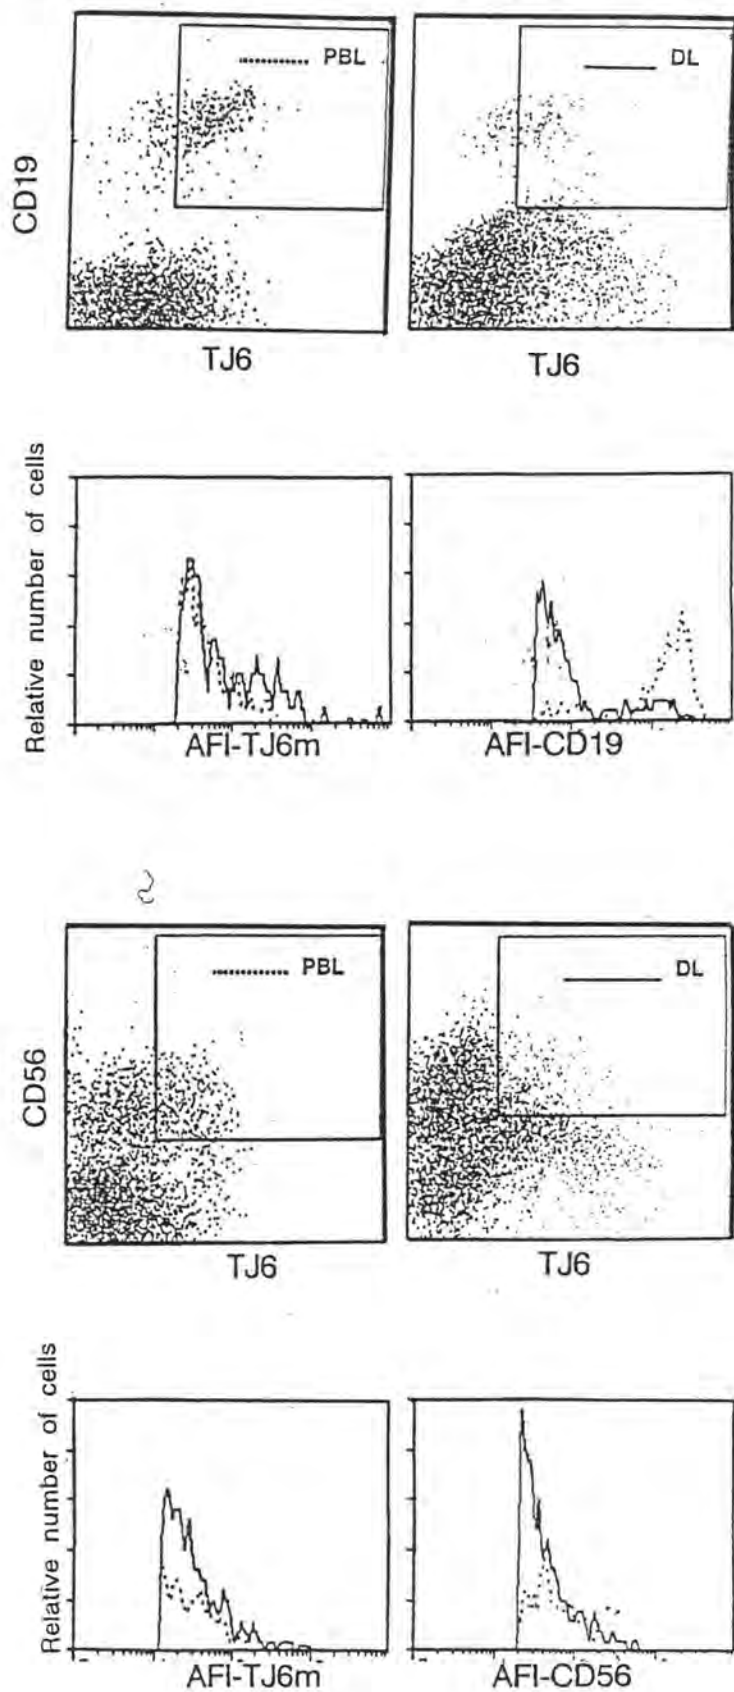 PBL
DL
CD19
TJ6
TJ6
Relative number of cells
AFI-TJ6m
AFI-CD19
PBL
DL
CD56
TJ6
TJ6
Relative number of cells
AFI-TJ6m
AFI-CD56